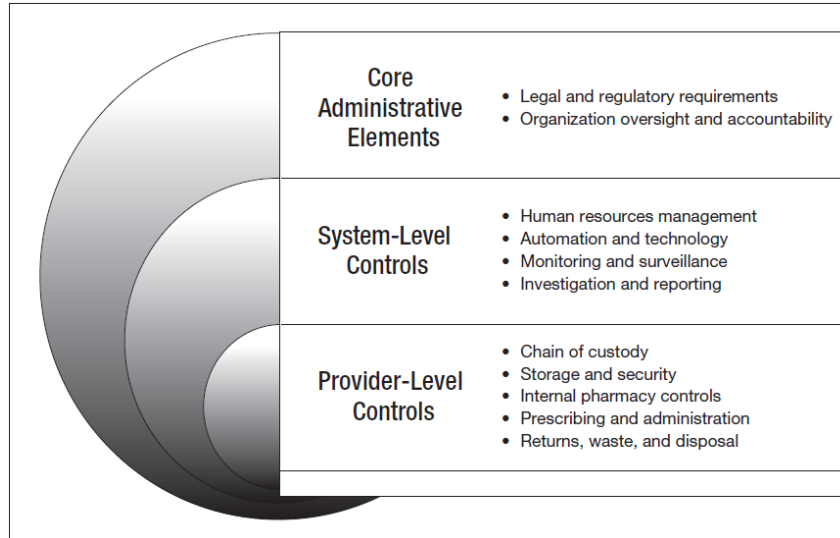 Core
Administrative
Elements
• Legal and regulatory requirements
• Organization oversight and accountability
System-Level
Controls
• Human resources management
• Automation and technology
• Monitoring and surveillance
• Investigation and reporting
Provider-Level
Controls
• Chain of custody
• Storage and security
• Internal pharmacy controls
• Prescribing and administration
• Returns, waste, and disposal